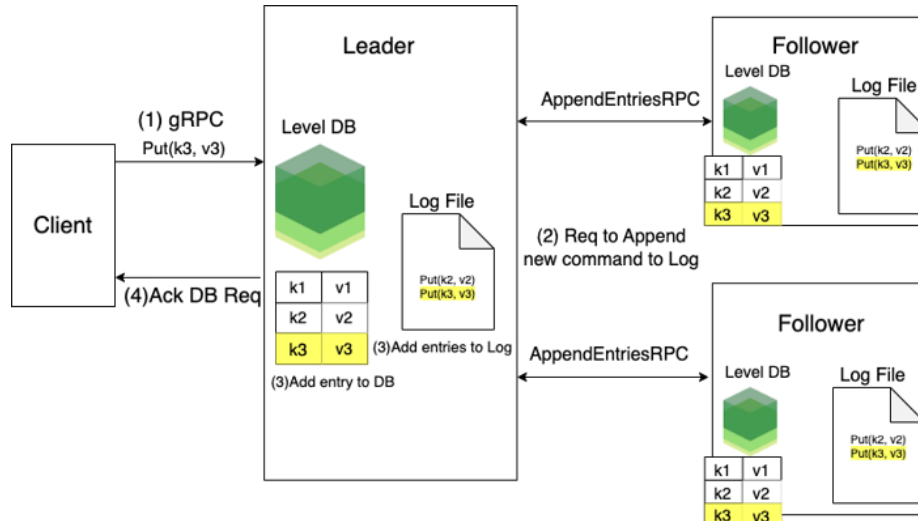 Leader
Follower
Level DB
Log File
AppendEntriesRPC
(1) gRPC
Put(k3, v3)
Level DB
Put(k2, v2)
Put(k3, v3)
k1 v1
k2 v2
k3 v3
Client
Log File
(2) Req to Append
new command to Log
Put(k2, v2)
Put(k3, v3)
(4)Ack DB Req
k1 v1
k2 v2
k3 v3
(3)Add entries to Log
(3)Add entry to DB
Follower
AppendEntriesRPC
Level DB
Log File
Put(k2, v2)
Put(k3, v3)
k1 v1
k2 v2
k3 v3